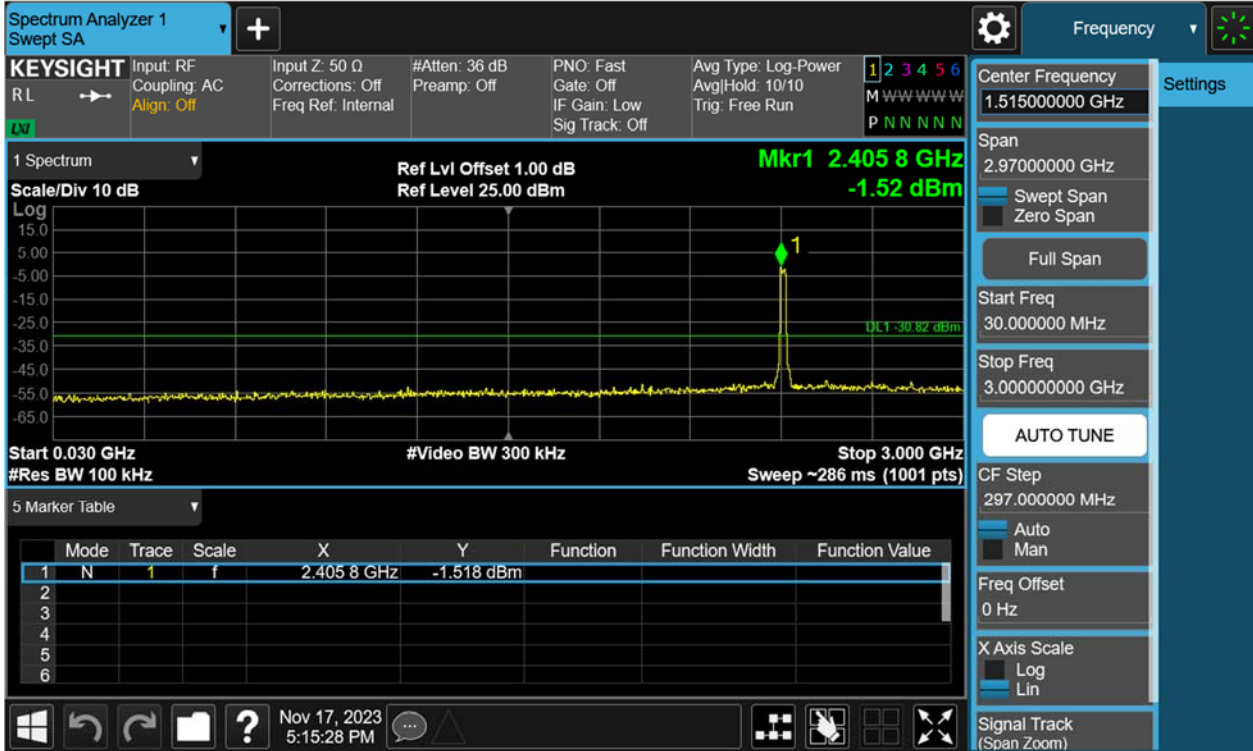 Spectrum Analyzer 1
Swept SA
Frequency
KEYSIGHT
R L
LXI
Input: RF
Coupling: AC
Align: Off
Input Z: 50 Ω
Corrections: Off
Freq Ref: Internal
#Atten: 36 dB
Preamp: Off
PNO: Fast
Gate: Off
IF Gain: Low
Sig Track: Off
Avg Type: Log-Power
Avg|Hold: 10/10
Trig: Free Run
1 2 3 4 5 6
M W W W W W
P N N N N N
1 Spectrum
Scale/Div 10 dB
Ref Lvl Offset 1.00 dB
Ref Level 25.00 dBm
Mkr1 2.405 8 GHz
-1.52 dBm
Log
15.0
5.00
-5.00
-15.0
-25.0
-35.0
-45.0
-55.0
-65.0
1
DL1 -30.82 dBm
Start 0.030 GHz
#Video BW 300 kHz
Stop 3.000 GHz
#Res BW 100 kHz
Sweep ~286 ms (1001 pts)
5 Marker Table
Mode Trace Scale X Y Function Function Width Function Value
1 N 1 f 2.405 8 GHz -1.518 dBm
2
3
4
5
6
Nov 17, 2023
5:15:28 PM
Center Frequency
1.515000000 GHz
Span
2.97000000 GHz
Swept Span
Zero Span
Full Span
Start Freq
30.000000 MHz
Stop Freq
3.000000000 GHz
AUTO TUNE
CF Step
297.000000 MHz
Auto
Man
Freq Offset
0 Hz
X Axis Scale
Log
Lin
Signal Track
(Span Zoom)
Settings